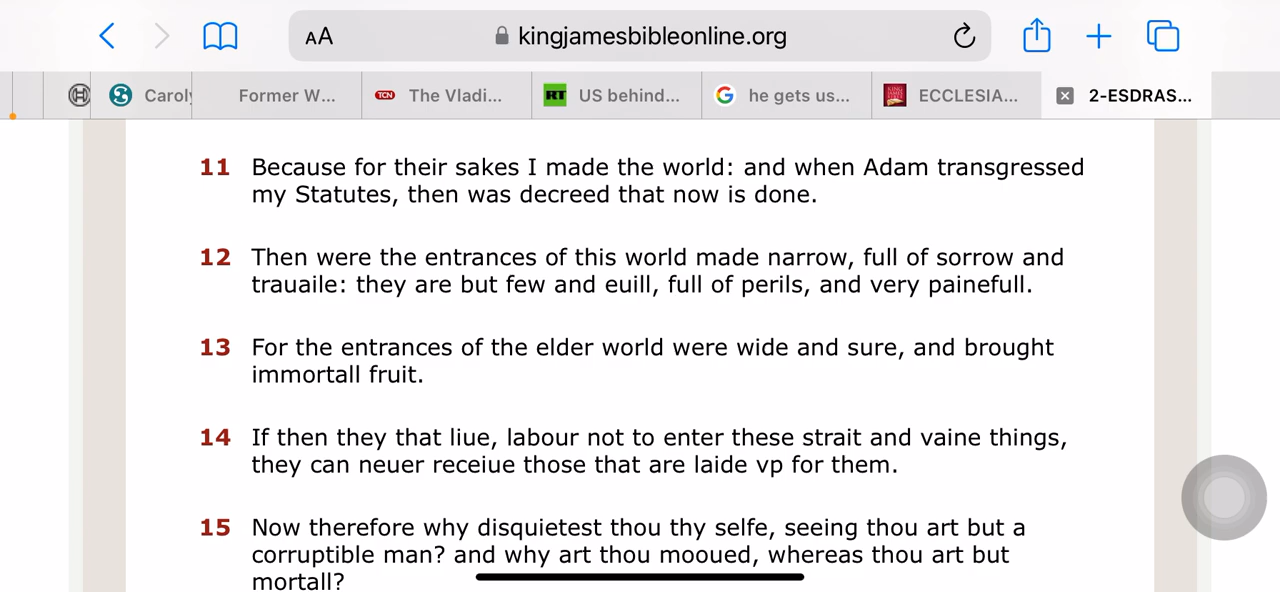 AA kingjamesbibleonline.org
Caroly Former W... TCN The Vladi... RT US behind... G he gets us... ECCLESIA... 2-ESDRAS...
11 Because for their sakes I made the world: and when Adam transgressed
my Statutes, then was decreed that now is done.
12 Then were the entrances of this world made narrow, full of sorrow and
trauaile: they are but few and euill, full of perils, and very painefull.
13 For the entrances of the elder world were wide and sure, and brought
immortall fruit.
14 If then they that liue, labour not to enter these strait and vaine things,
they can neuer receiue those that are laide vp for them.
15 Now therefore why disquietest thou thy selfe, seeing thou art but a
corruptible man? and why art thou mooued, whereas thou art but
mortall?